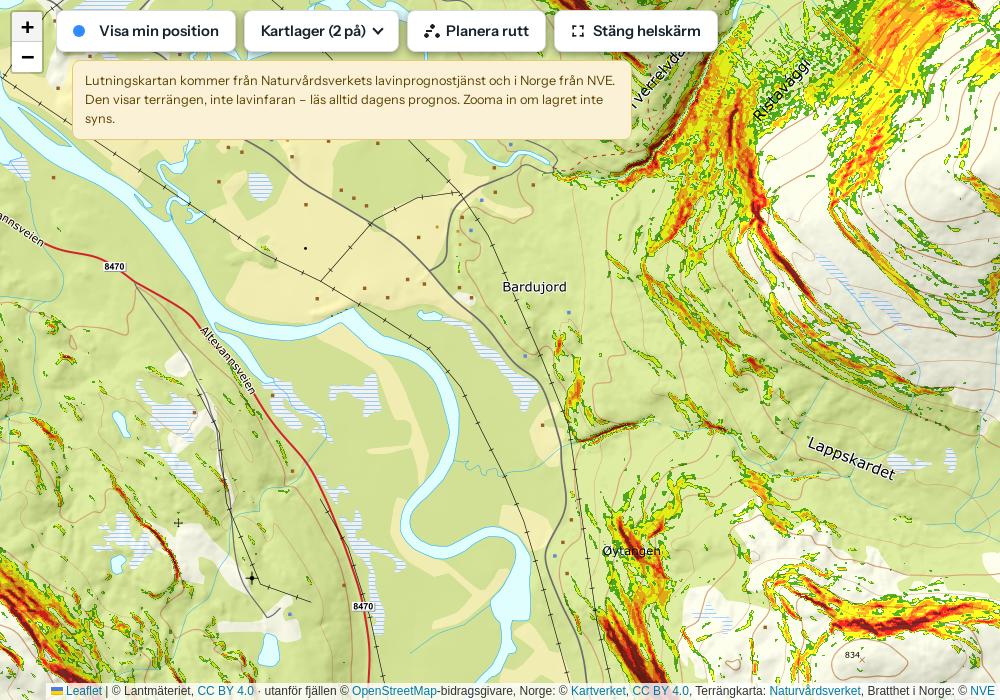 +
−
Visa min position
Kartlager (2 på)
Planera rutt
Stäng helskärm
Lutningskartan kommer från Naturvårdsverkets lavinprognostjänst och i Norge från NVE.
Den visar terrängen, inte lavinfaran – läs alltid dagens prognos. Zooma in om lagret inte
syns.
Ristaväggi
8470
Bardujord
Altevannsveien
Lappskardet
Øytangen
8470
834
Leaflet | © Lantmäteriet, CC BY 4.0 · utanför fjällen © OpenStreetMap-bidragsgivare, Norge: © Kartverket, CC BY 4.0, Terrängkarta: Naturvårdsverket, Bratthet i Norge: © NVE